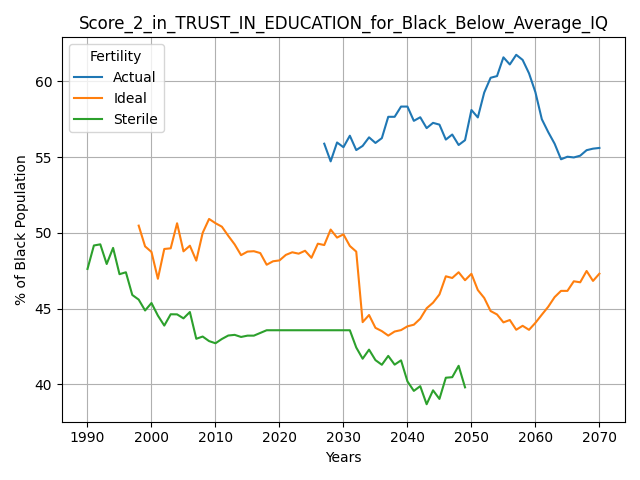 Score_2_in_TRUST_IN_EDUCATION_for_Black_Below_Average_IQ
Fertility
Actual
Ideal
Sterile
% of Black Population
60
55
50
45
40
1990 2000 2010 2020 2030 2040 2050 2060 2070
Years